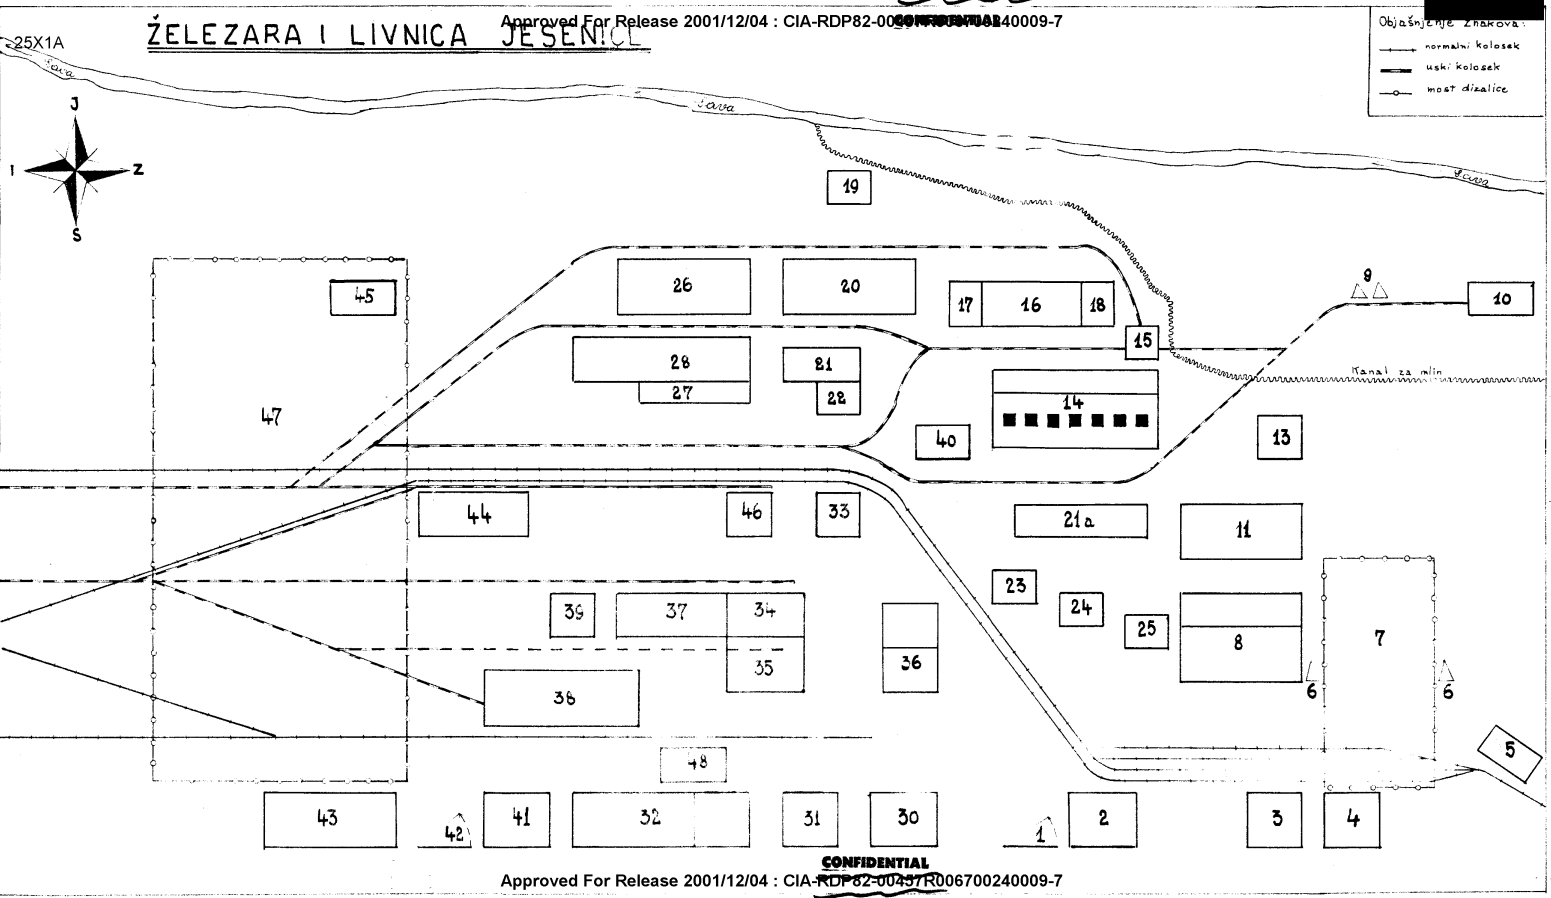 Approved For Release 2001/12/04 : CIA-RDP82-00457R006700240009-7
CONFIDENTIAL
25X1A
ŽELEZARA I LIVNICA JESENICE
Objašnjenje znakova:
normalni kolosek
uski kolosek
most dizalice
Sava
Sava
Sava
J
I
Z
S
19
45
26
20
17
16
18
9
10
15
28
27
21
22
14
Kanal za mlin
47
40
13
44
46
33
21a
11
39
37
34
35
36
23
24
25
8
7
6
6
38
48
5
43
42
41
32
31
30
1
2
3
4
CONFIDENTIAL
Approved For Release 2001/12/04 : CIA-RDP82-00457R006700240009-7